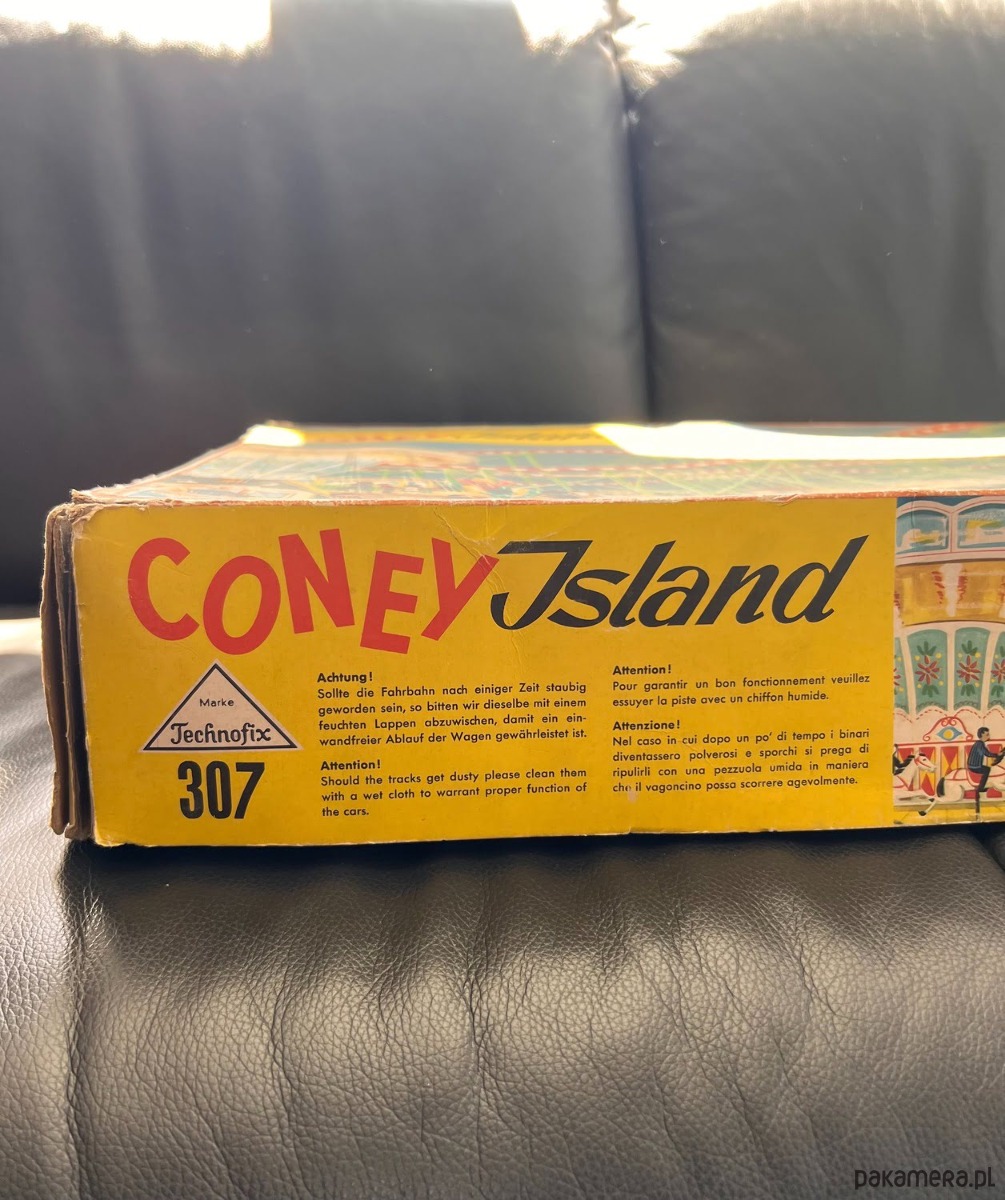 CONEY Island
Marke
Technofix
307
Achtung!
Sollte die Fahrbahn nach einiger Zeit staubig
geworden sein, so bitten wir dieselbe mit einem
feuchten Lappen abzuwischen, damit ein ein-
wandfreier Ablauf der Wagen gewährleistet ist.
Attention!
Should the tracks get dusty please clean them
with a wet cloth to warrant proper function of
the cars.
Attention!
Pour garantir un bon fonctionnement veuillez
essuyer la piste avec un chiffon humide.
Attenzione!
Nel caso in cui dopo un po' di tempo i binari
diventassero polverosi e sporchi si prega di
ripulirli con una pezzuola umida in maniera
che il vagoncino possa scorrere agevolmente.
pakamera.pl